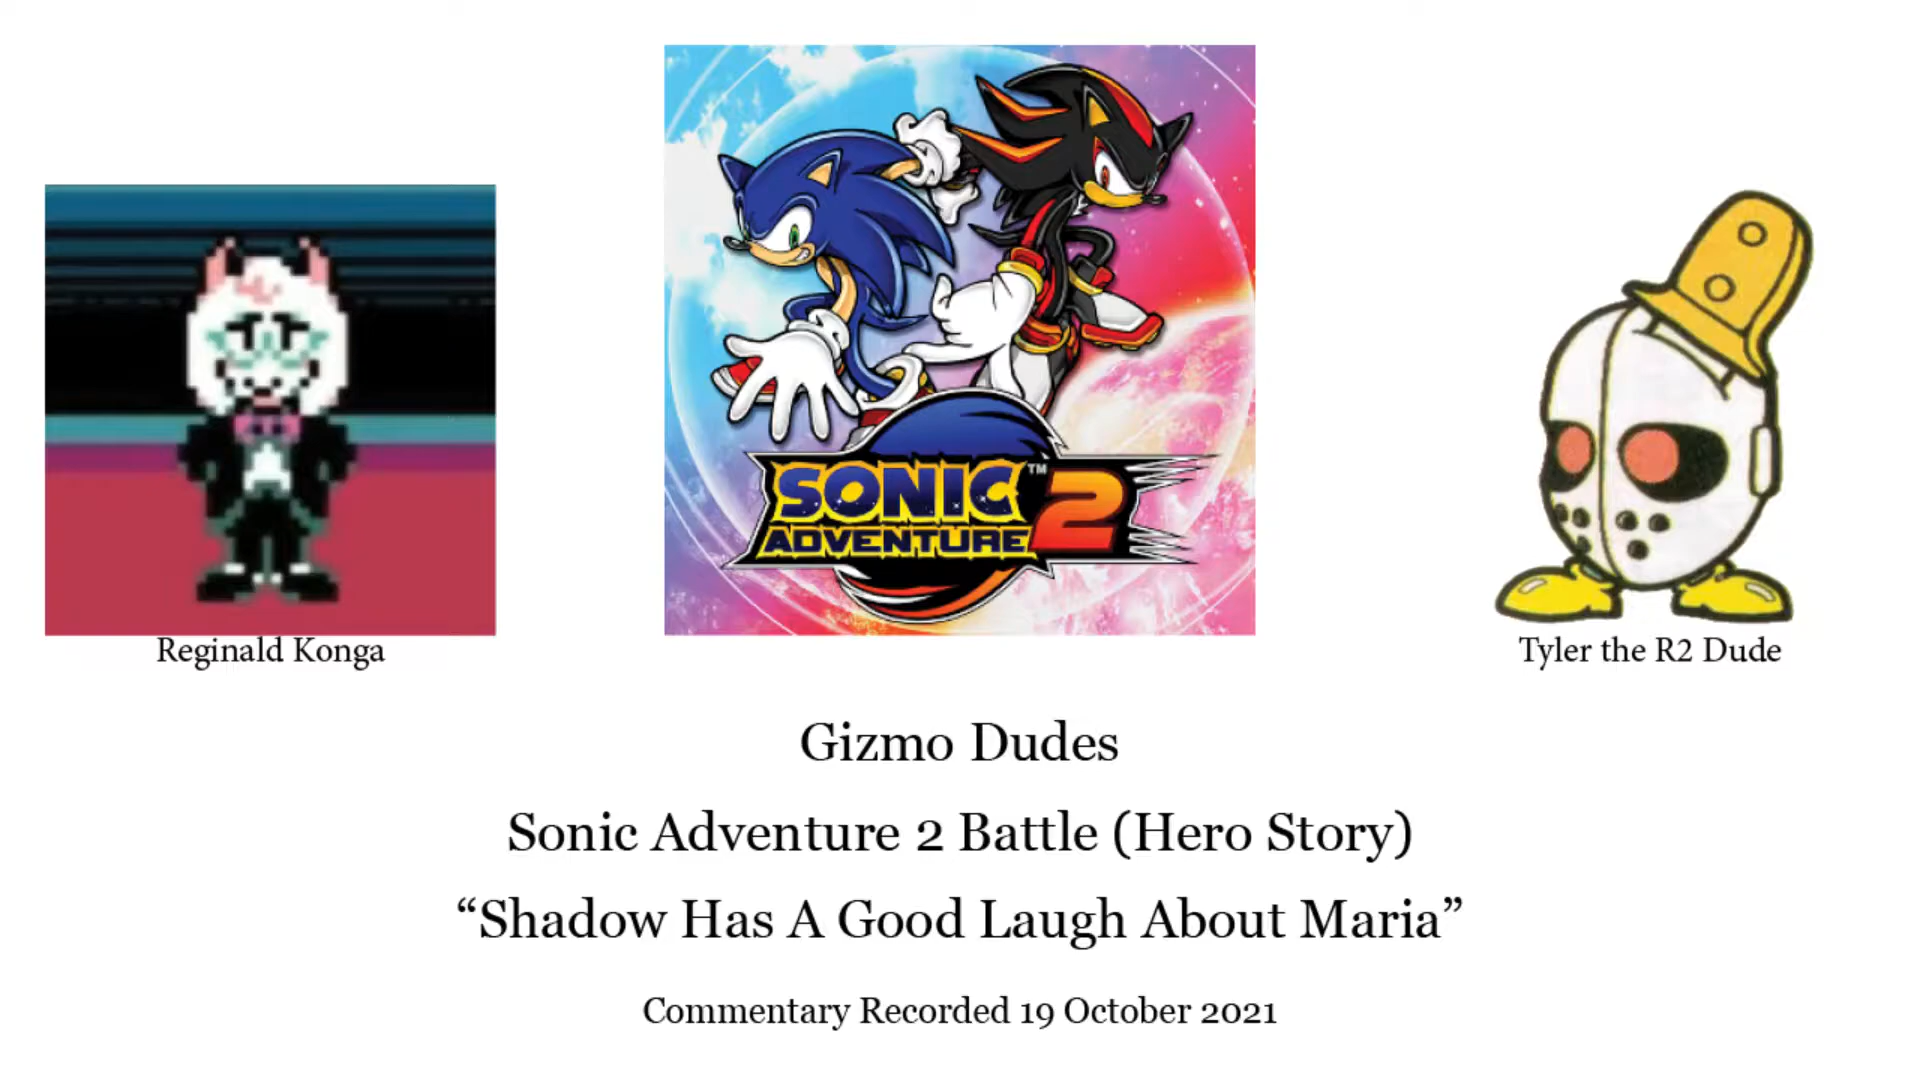 SONIC™ 2
ADVENTURE
Reginald Konga
Tyler the R2 Dude
Gizmo Dudes
Sonic Adventure 2 Battle (Hero Story)
“Shadow Has A Good Laugh About Maria”
Commentary Recorded 19 October 2021